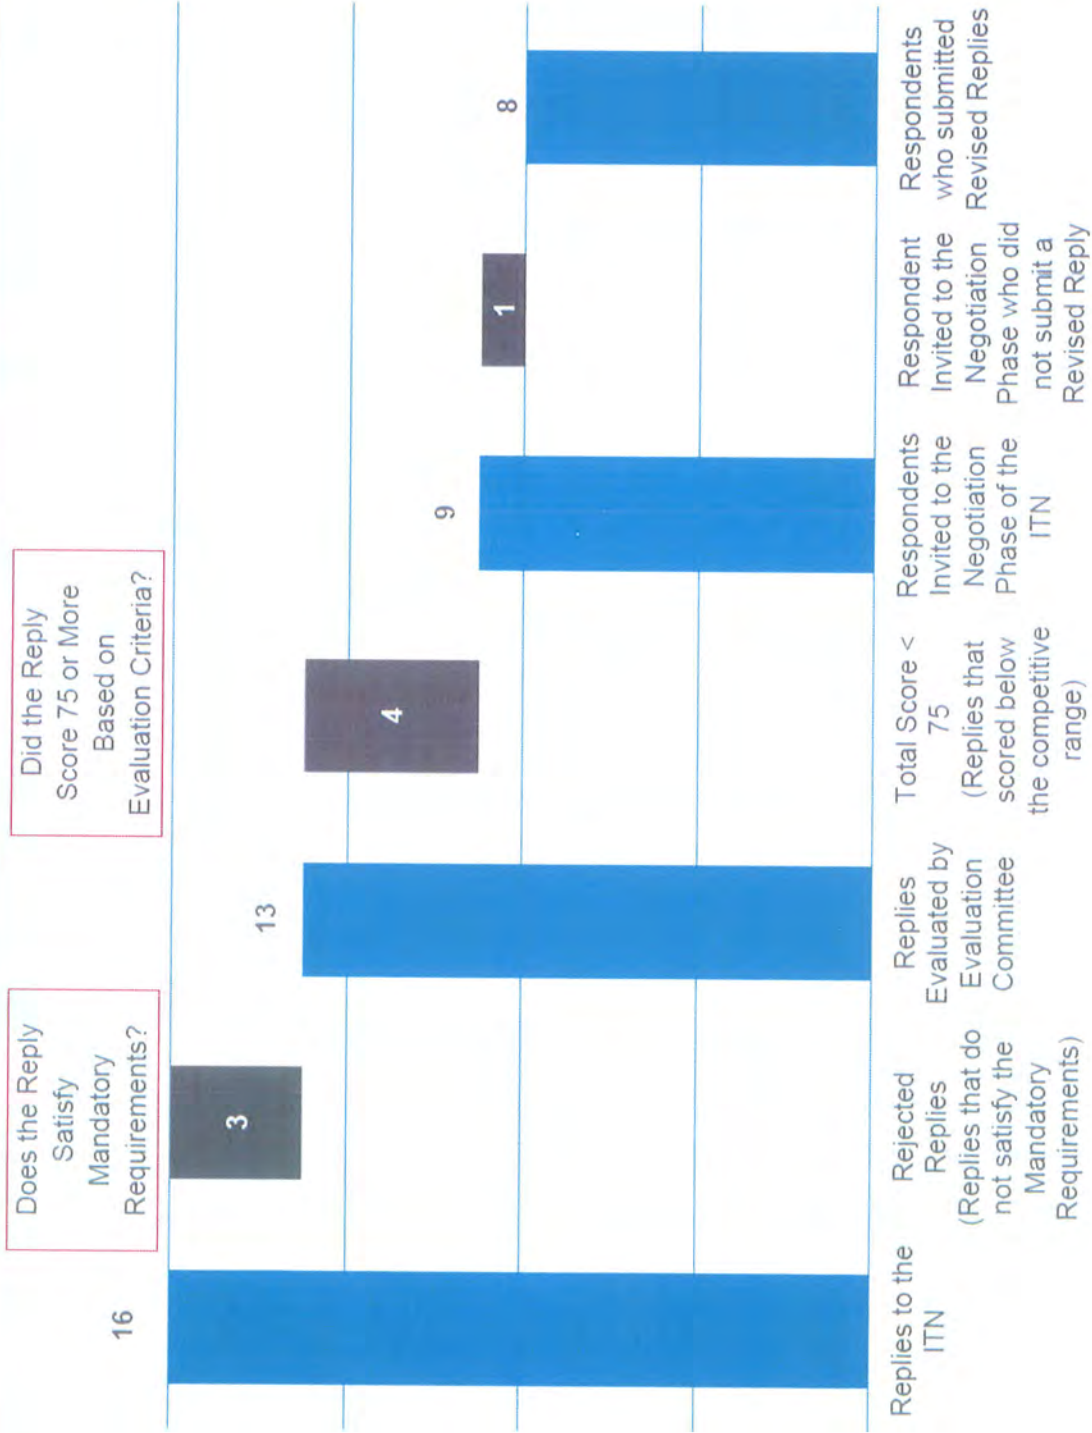 Does the Reply
Satisfy
Mandatory
Requirements?
Did the Reply
Score 75 or More
Based on
Evaluation Criteria?
16
3
13
4
9
1
8
Replies to the
ITN
Rejected
Replies
(Replies that do
not satisfy the
Mandatory
Requirements)
Replies
Evaluated by
Evaluation
Committee
Total Score <
75
(Replies that
scored below
the competitive
range)
Respondents
Invited to the
Negotiation
Phase of the
ITN
Respondent
Invited to the
Negotiation
Phase who did
not submit a
Revised Reply
Respondents
who submitted
Revised Replies